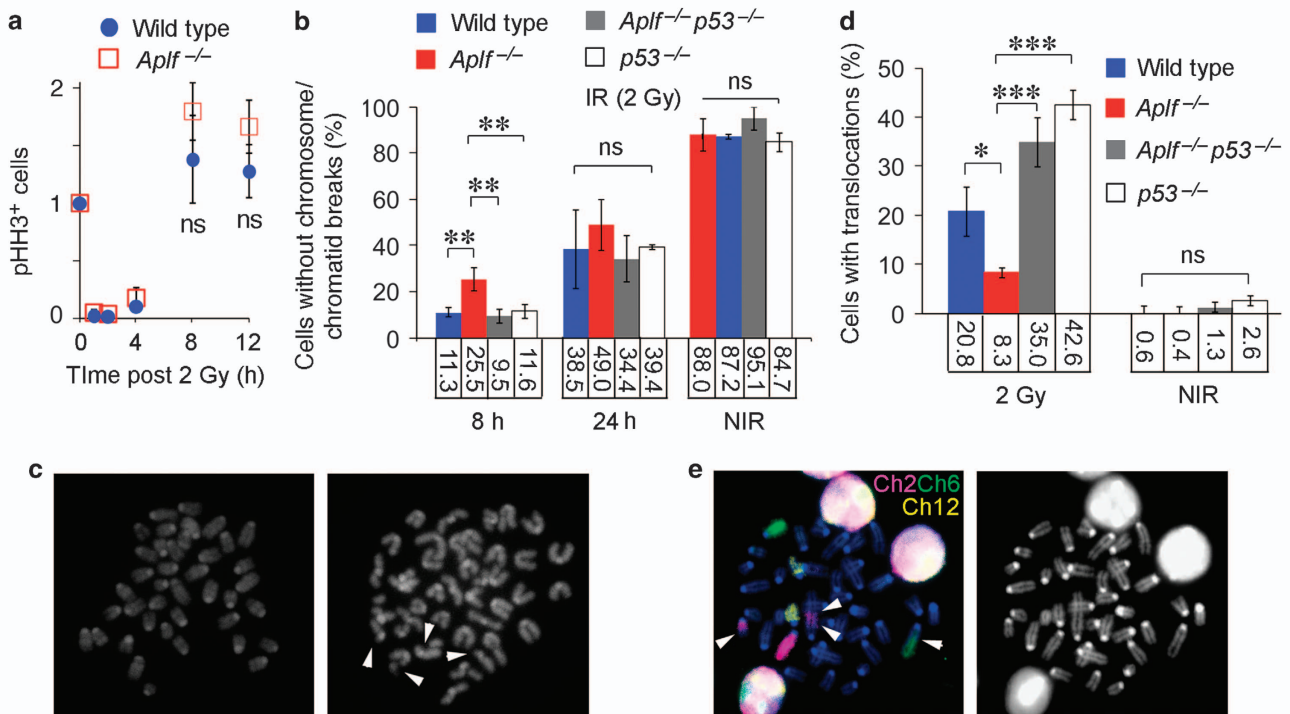 a
Wild type
Aplf –/–
2
1
0
pHH3+ cells
ns
ns
0 4 8 12
TIme post 2 Gy (h)
b
Wild type
Aplf –/–
Aplf –/– p53 –/–
p53 –/–
IR (2 Gy)
Cells without chromosome/
chromatid breaks (%)
100
80
60
40
20
0
**
**
**
ns
ns
11.3 25.5 9.5 11.6
38.5 49.0 34.4 39.4
88.0 87.2 95.1 84.7
8 h
24 h
NIR
d
Wild type
Aplf –/–
Aplf –/– p53 –/–
p53 –/–
Cells with translocations (%)
50
40
30
20
10
0
***
***
*
ns
20.8 8.3 35.0 42.6
0.6 0.4 1.3 2.6
2 Gy
NIR
c
e
Ch2Ch6
Ch12